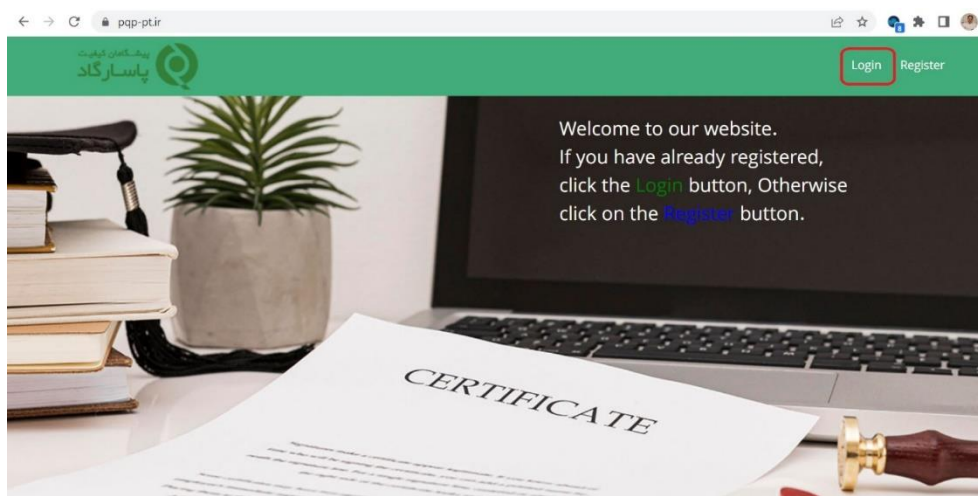 pqp-pt.ir
پیشگامان کیفیت
پاسارگاد
Login Register
Welcome to our website.
If you have already registered,
click the Login button, Otherwise
click on the Register button.
CERTIFICATE